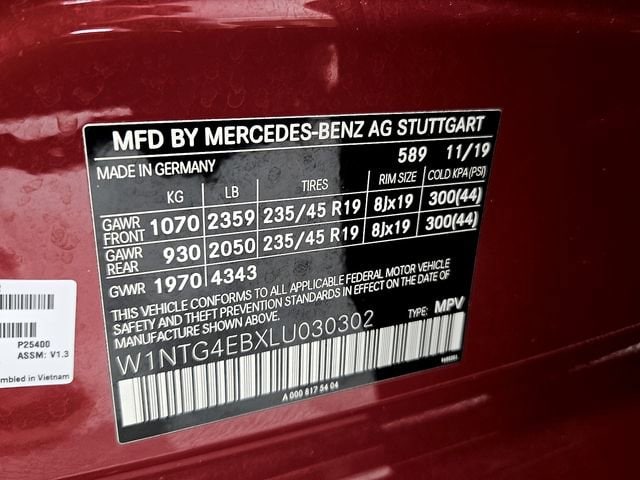 MFD BY MERCEDES-BENZ AG STUTTGART
MADE IN GERMANY 589 11/19
KG LB TIRES RIM SIZE COLD KPA(PSI)
GAWR FRONT 1070 2359 235/45 R19 8Jx19 300(44)
GAWR REAR 930 2050 235/45 R19 8Jx19 300(44)
GVWR 1970 4343
THIS VEHICLE CONFORMS TO ALL APPLICABLE FEDERAL MOTOR VEHICLE
SAFETY AND THEFT PREVENTION STANDARDS IN EFFECT ON THE DATE OF
MANUFACTURE SHOWN ABOVE.
TYPE: MPV
W1NTG4EBXLU030302
A 000 817 54 04
P25400
ASSM: V1.3
mbled in Vietnam